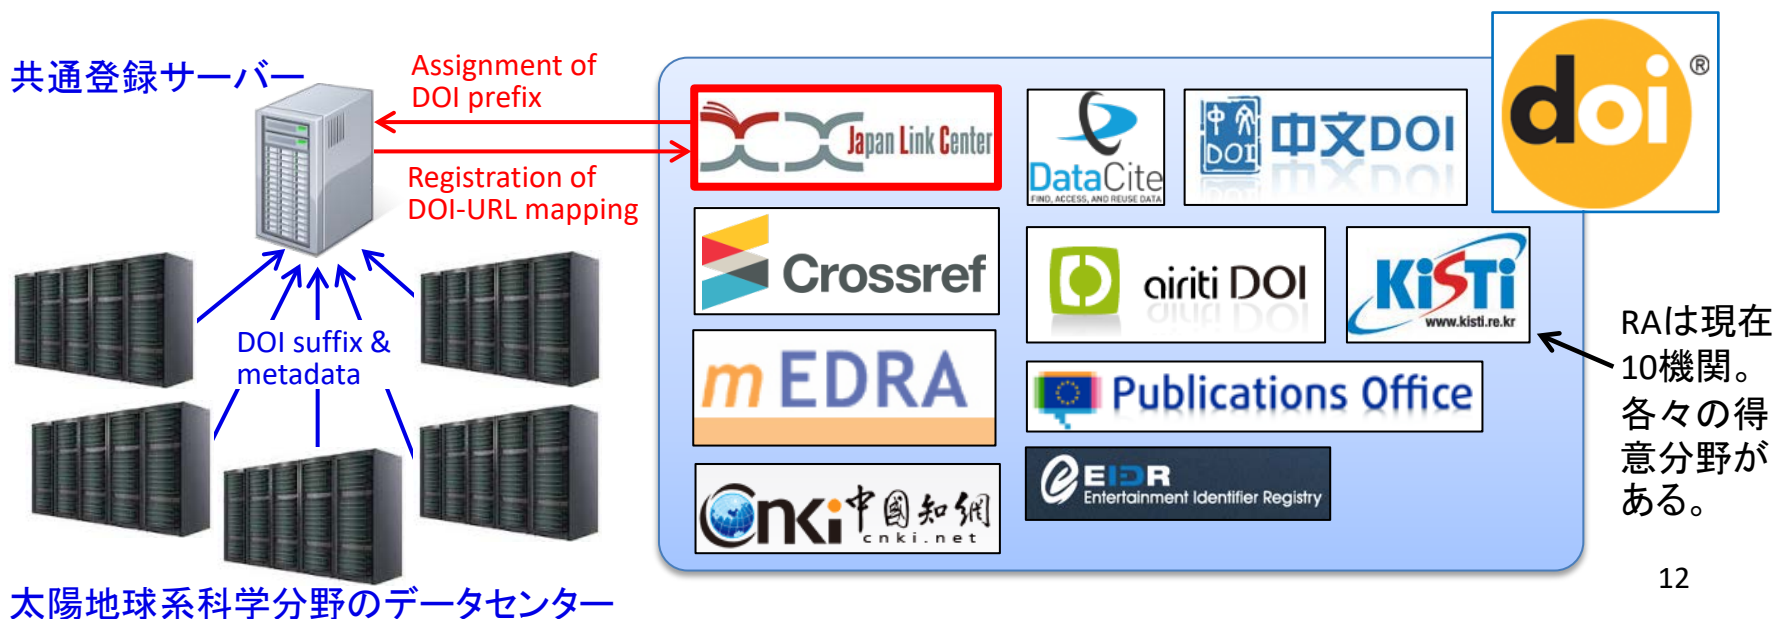 共通登録サーバー
Assignment of
DOI prefix
Registration of
DOI-URL mapping
DOI suffix &
metadata
太陽地球系科学分野のデータセンター
Japan Link Center
DataCite
FIND, ACCESS, AND REUSE DATA
中文
DOI
中文DOI
doi®
Crossref
airiti DOI
KiSTi
www.kisti.re.kr
mEDRA
Publications Office
Cnki中國知網
cnki.net
EIDR
Entertainment Identifier Registry
RAは現在
10機関。
各々の得
意分野が
ある。
12